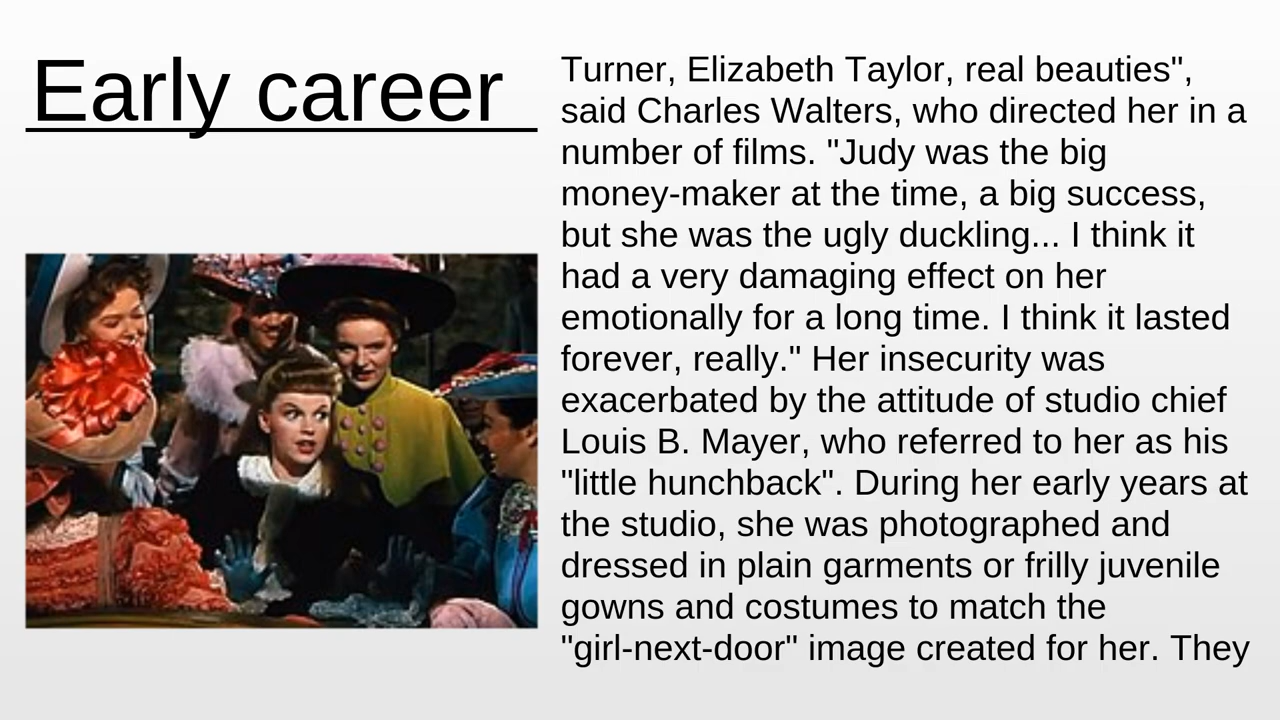 Early career
Turner, Elizabeth Taylor, real beauties",
said Charles Walters, who directed her in a
number of films. "Judy was the big
money-maker at the time, a big success,
but she was the ugly duckling... I think it
had a very damaging effect on her
emotionally for a long time. I think it lasted
forever, really." Her insecurity was
exacerbated by the attitude of studio chief
Louis B. Mayer, who referred to her as his
"little hunchback". During her early years at
the studio, she was photographed and
dressed in plain garments or frilly juvenile
gowns and costumes to match the
"girl-next-door" image created for her. They